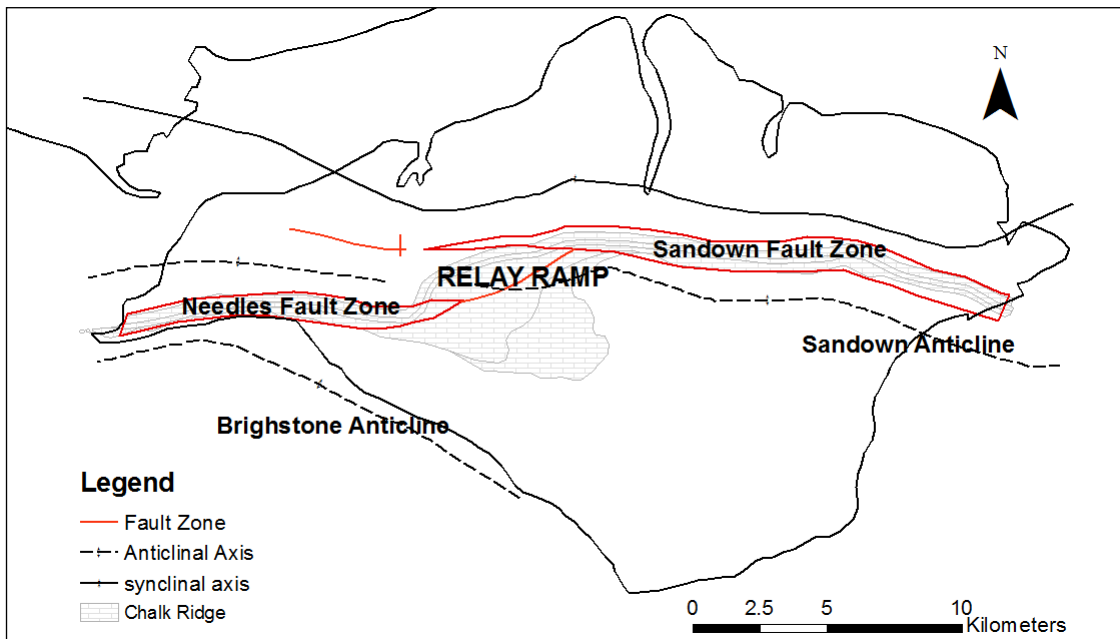 N
Sandown Fault Zone
RELAY RAMP
Needles Fault Zone
Sandown Anticline
Brighstone Anticline
Legend
Fault Zone
Anticlinal Axis
synclinal axis
Chalk Ridge
0 2.5 5 10
Kilometers